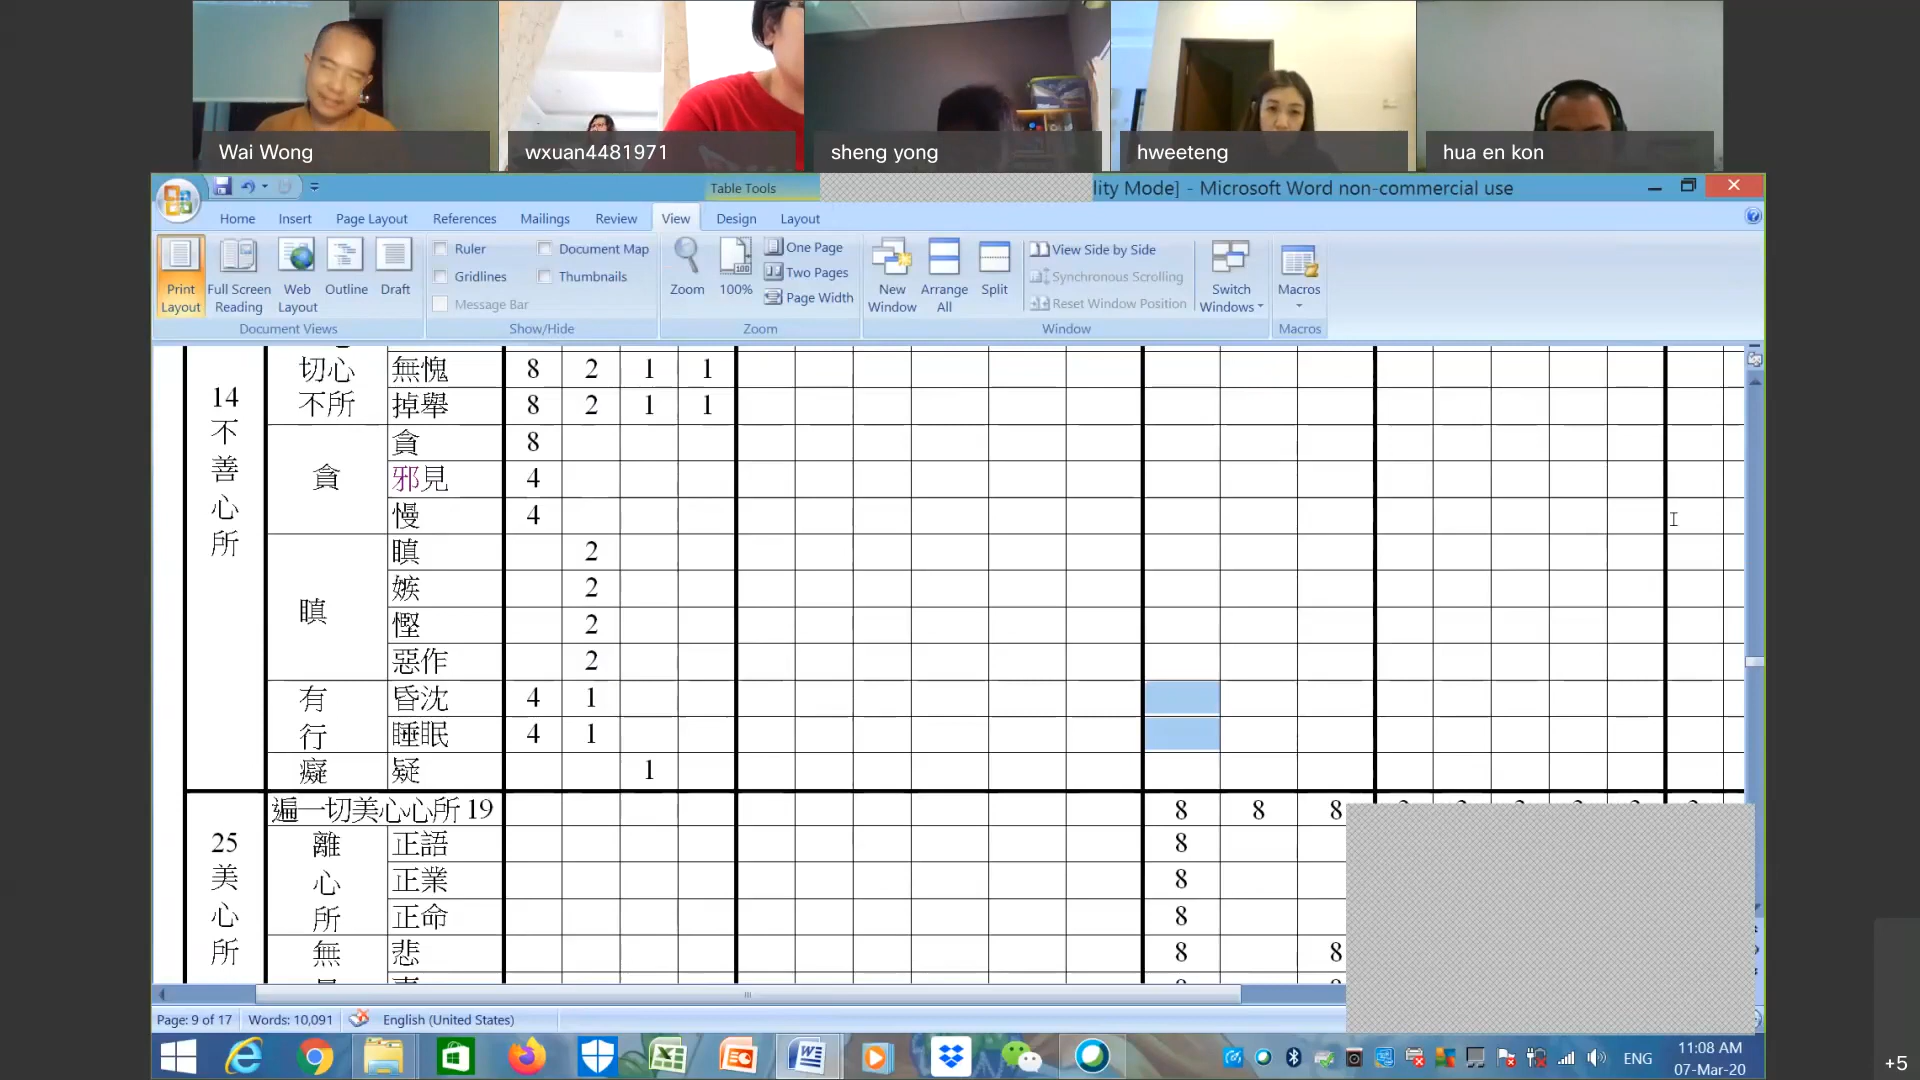 Wai Wong
wxuan4481971
sheng yong
hweeteng
hua en kon
Table Tools
lity Mode] - Microsoft Word non-commercial use
Home Insert Page Layout References Mailings Review View Design Layout
Print Layout
Full Screen Reading
Web Layout
Outline
Draft
Document Views
Ruler
Gridlines
Message Bar
Document Map
Thumbnails
Show/Hide
Zoom
100%
One Page
Two Pages
Page Width
Zoom
New Window
Arrange All
Split
View Side by Side
Synchronous Scrolling
Reset Window Position
Switch Windows
Window
Macros
Macros
14
不
善
心
所
切心
不所
無愧 8 2 1 1
掉舉 8 2 1 1
貪
貪 8
邪見 4
慢 4
瞋
瞋 2
嫉 2
慳 2
惡作 2
有
行
昏沈 4 1
睡眠 4 1
癡 疑 1
25
美
心
所
遍一切美心心所 19 8 8 8
離
心
所
正語 8
正業 8
正命 8
無 悲 8 8
Page: 9 of 17 Words: 10,091 English (United States)
ENG
11:08 AM
07-Mar-20
+5